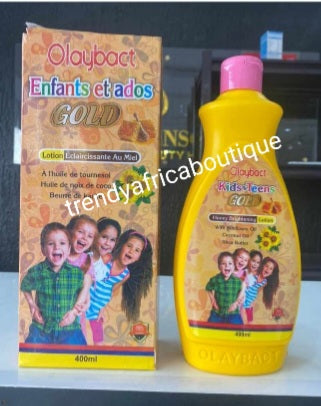 Olaybact
Enfants et ados
GOLD
Lotion Eclaircissante Au Miel
À l'huile de tournesol
Huile de noix de coco
Beurre de
400ml
trendyafricaboutique
Olaybact
Kids&Teens
GOLD
Honey Brightening Lotion
With Sunflower Oil
Coconut Oil
Shea Butter
400ml
OLAYBACT